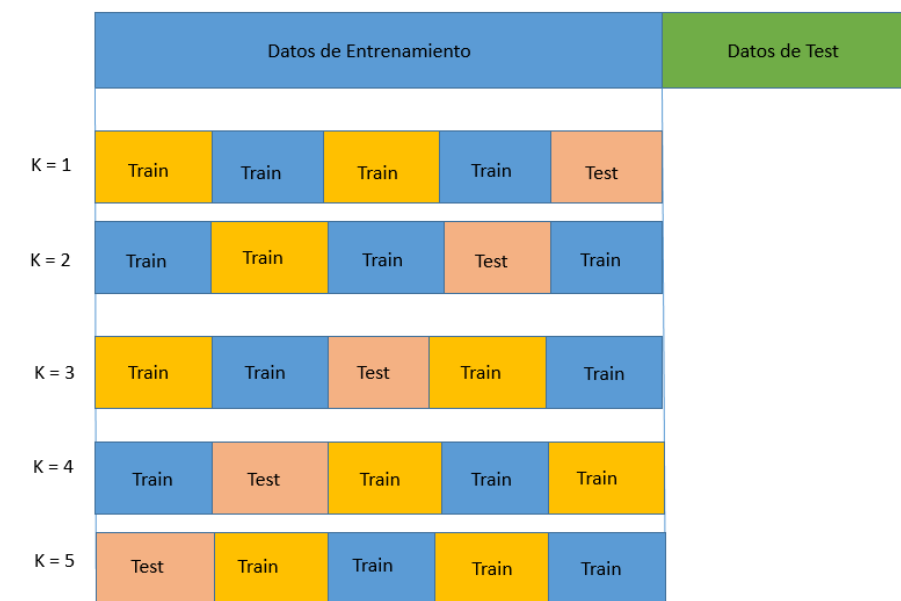 Datos de Entrenamiento Datos de Test
K = 1 Train Train Train Train Test
K = 2 Train Train Train Test Train
K = 3 Train Train Test Train Train
K = 4 Train Test Train Train Train
K = 5 Test Train Train Train Train